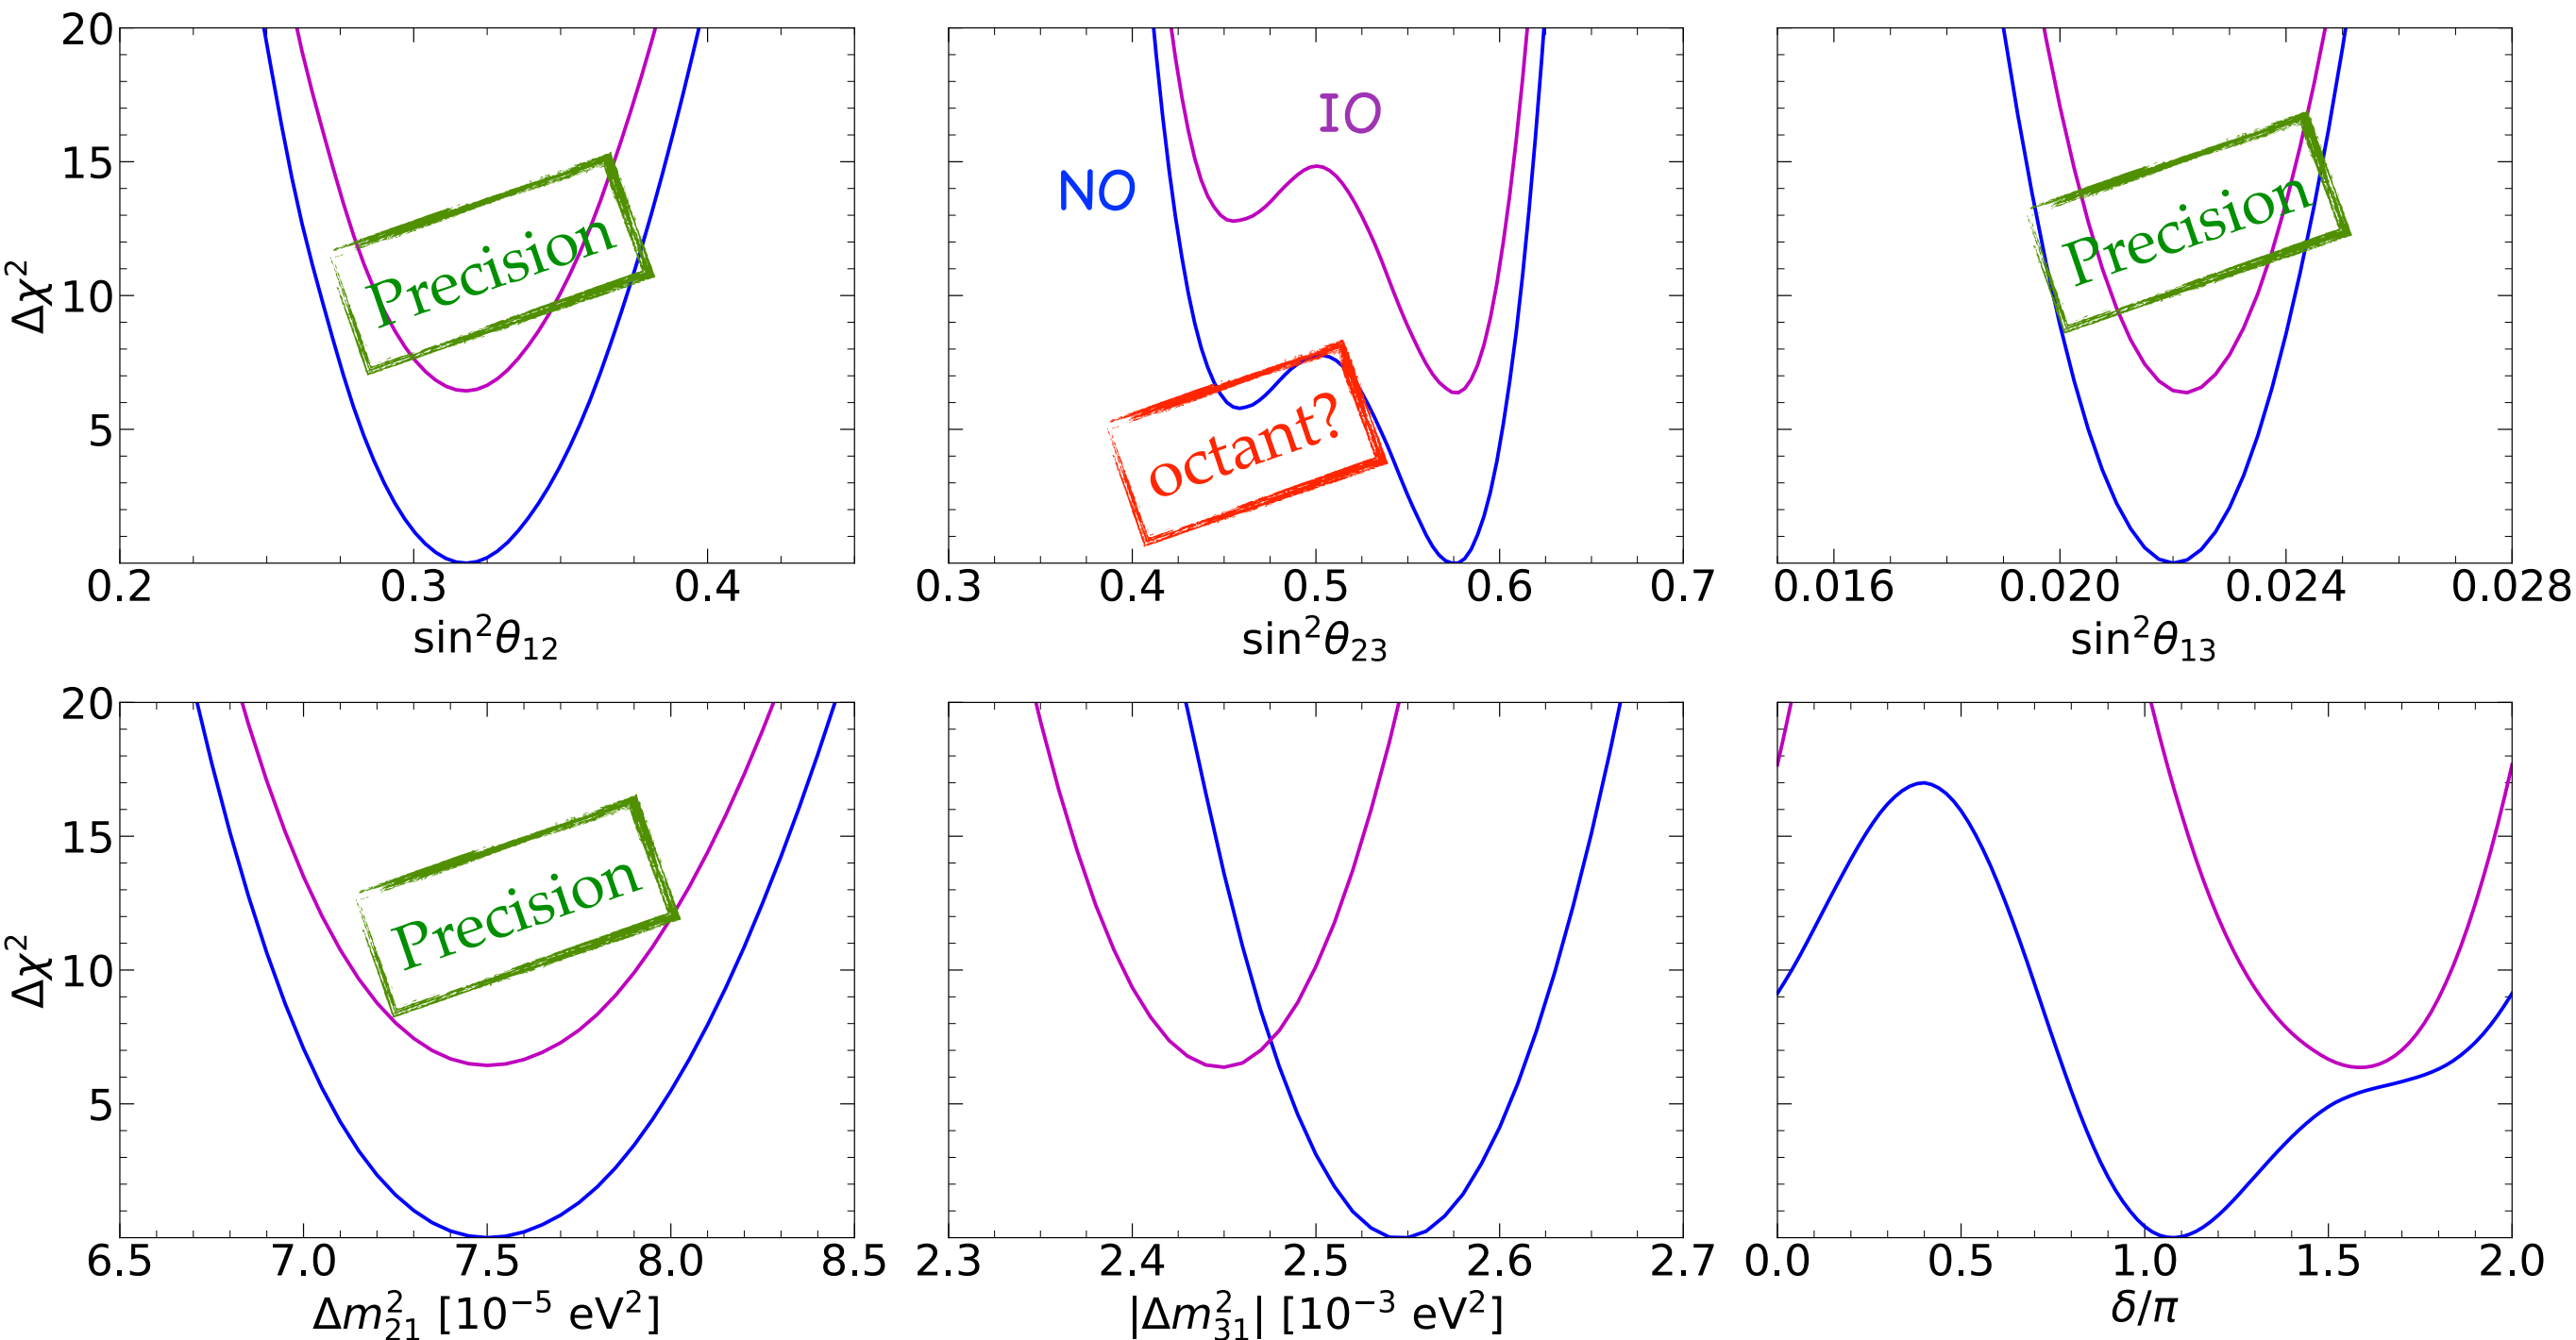 20
15
10
5
Δχ²
0.2 0.3 0.4
sin²θ₁₂
Precision
NO
IO
octant?
0.3 0.4 0.5 0.6 0.7
sin²θ₂₃
Precision
0.016 0.020 0.024 0.028
sin²θ₁₃
20
15
10
5
Δχ²
Precision
6.5 7.0 7.5 8.0 8.5
Δm²₂₁ [10⁻⁵ eV²]
2.3 2.4 2.5 2.6 2.7
|Δm²₃₁| [10⁻³ eV²]
0.0 0.5 1.0 1.5 2.0
δ/π